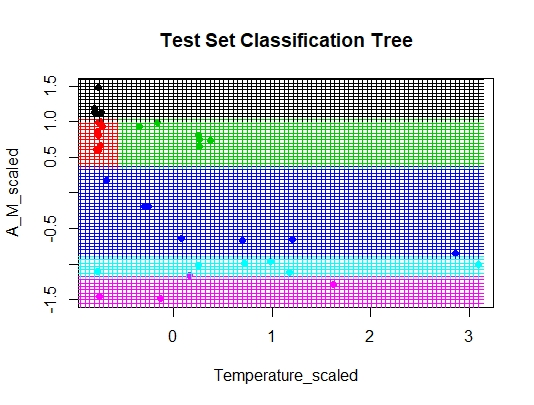 Test Set Classification Tree
A_M_scaled
1.5
1.0
0.5
-0.5
-1.5
0 1 2 3
Temperature_scaled